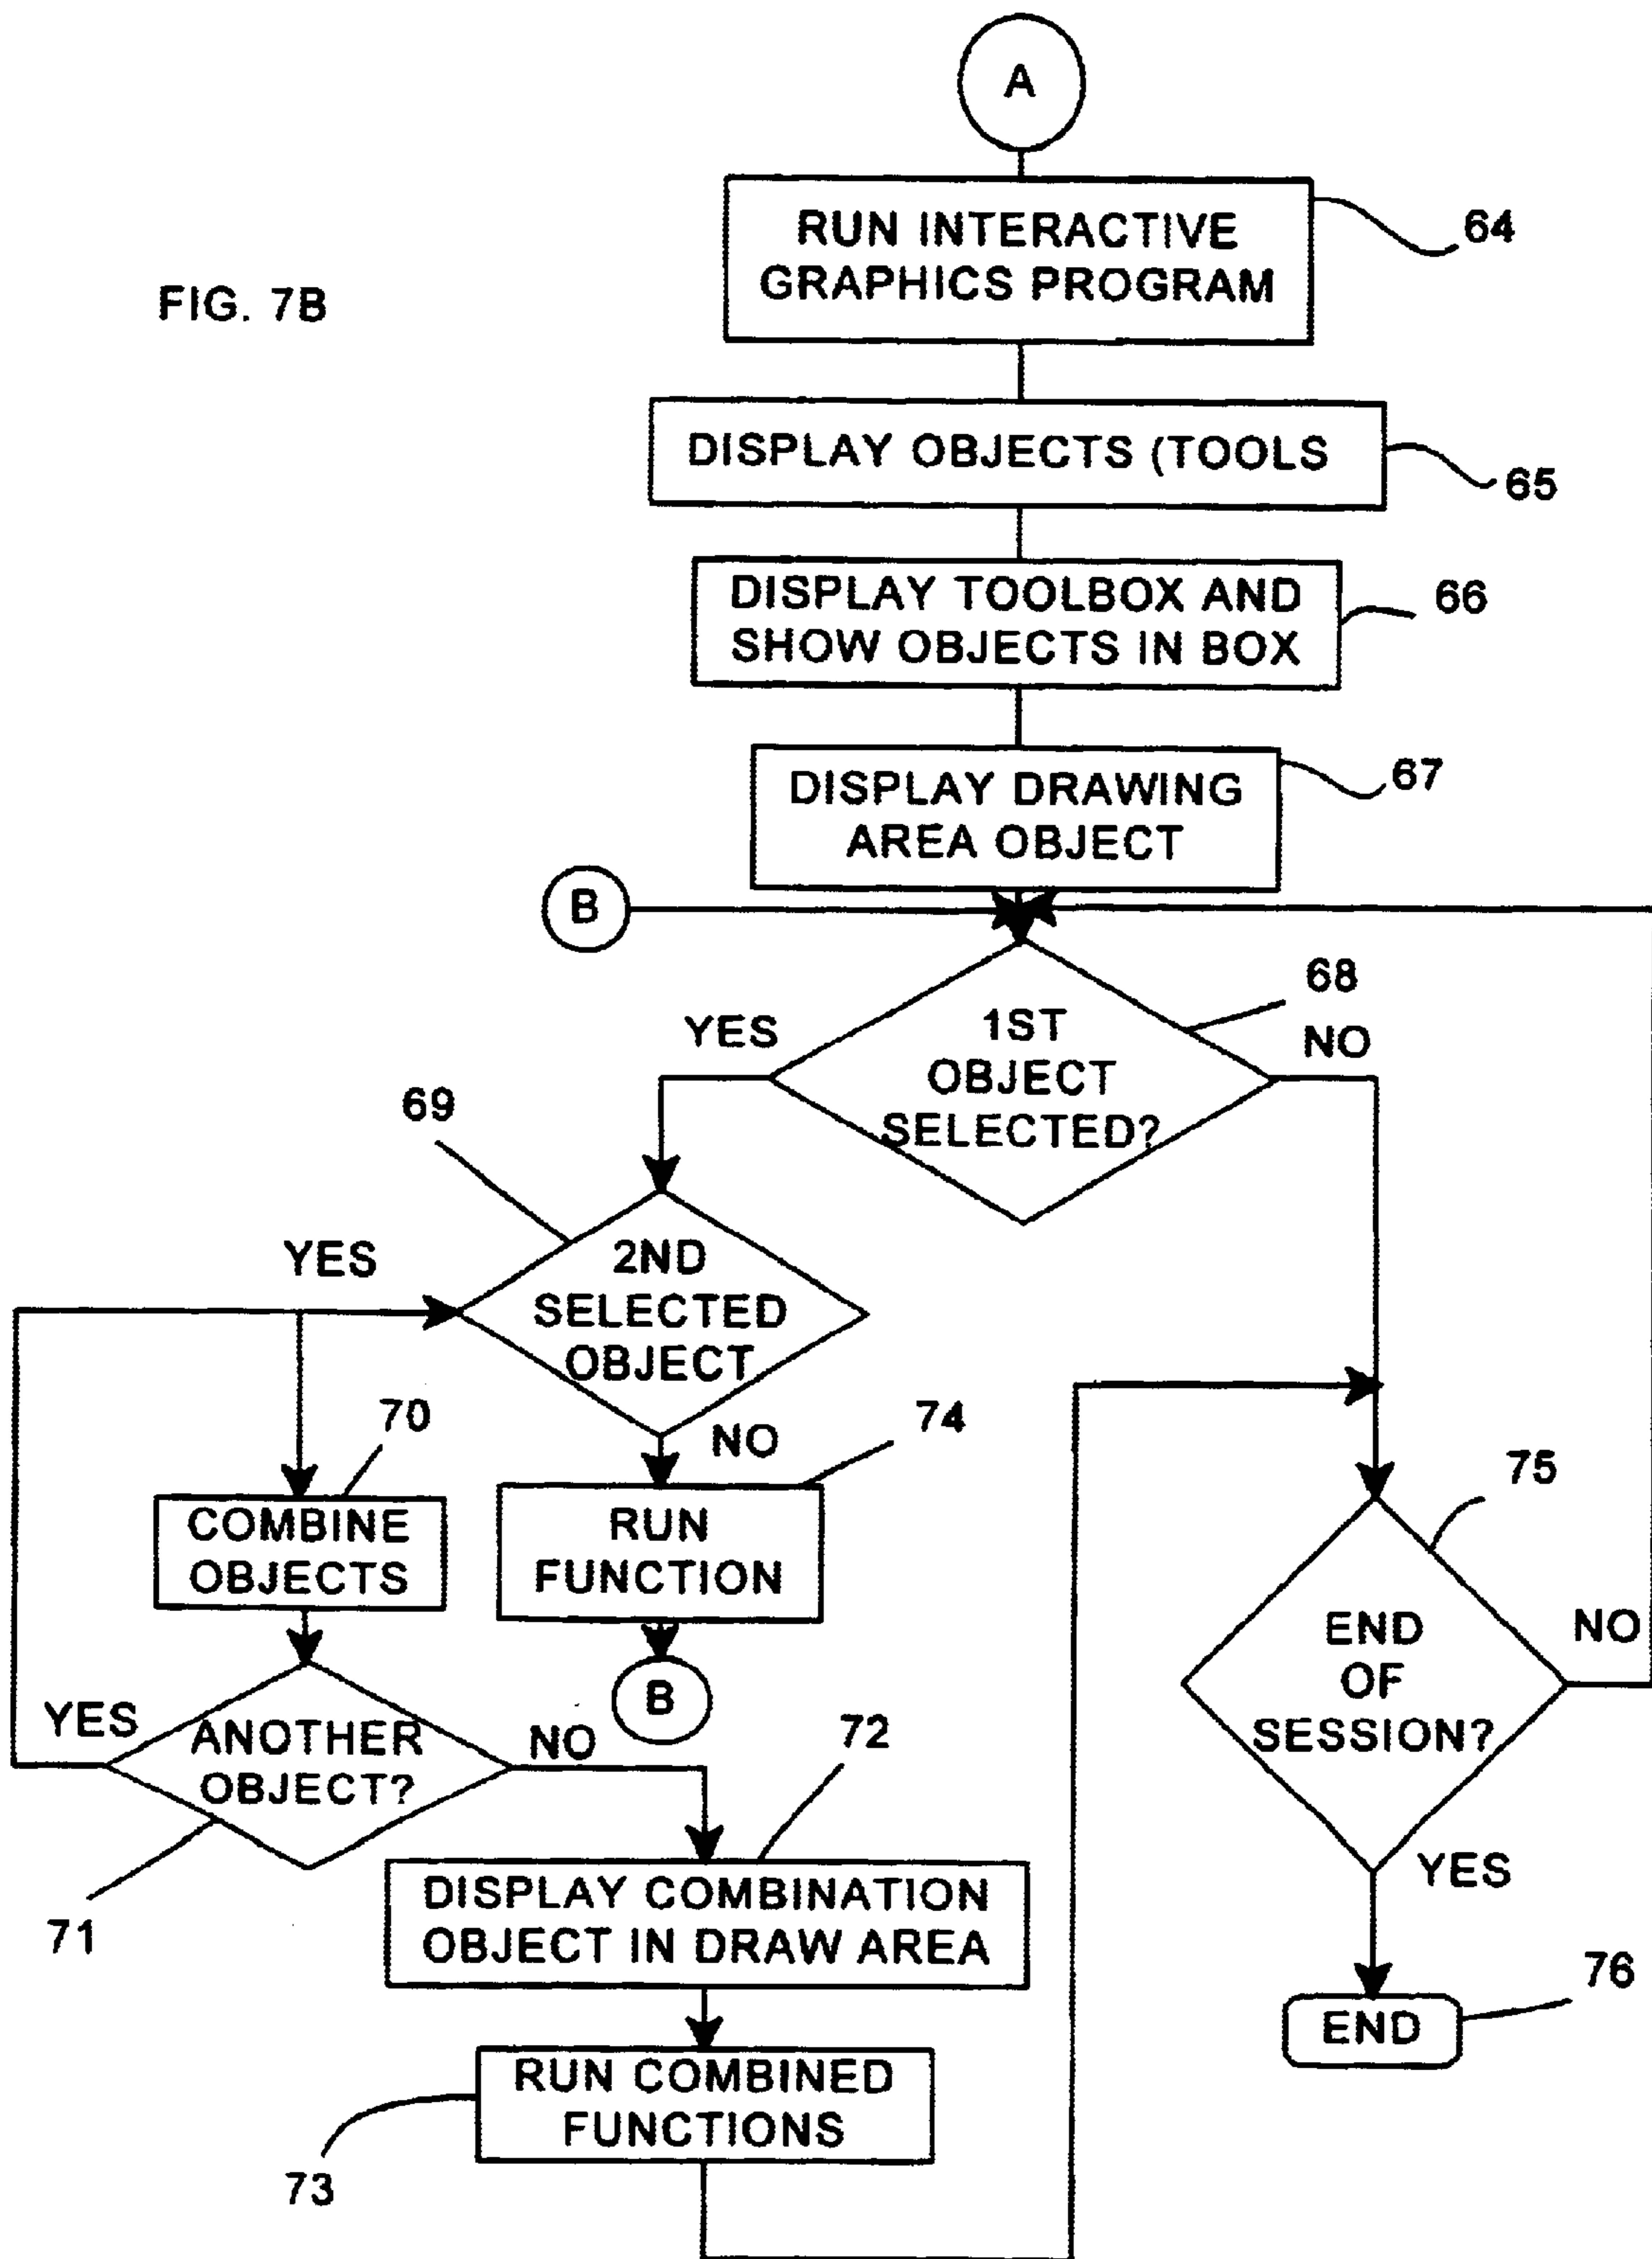 A
RUN INTERACTIVE
GRAPHICS PROGRAM
64
FIG. 7B
DISPLAY OBJECTS (TOOLS
65
DISPLAY TOOLBOX AND
SHOW OBJECTS IN BOX
66
DISPLAY DRAWING
AREA OBJECT
67
B
68
YES
1ST
OBJECT
SELECTED?
NO
69
YES
2ND
SELECTED
OBJECT
70
NO
74
75
COMBINE
OBJECTS
RUN
FUNCTION
END
OF
SESSION?
NO
B
YES
ANOTHER
OBJECT?
NO
72
71
YES
DISPLAY COMBINATION
OBJECT IN DRAW AREA
76
END
RUN COMBINED
FUNCTIONS
73